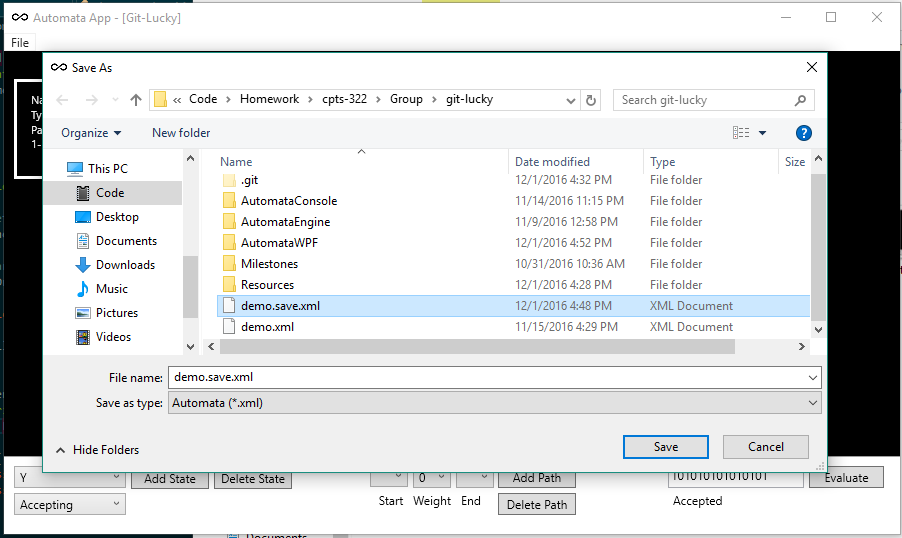 Automata App - [Git-Lucky]
File
Save As
« Code > Homework > cpts-322 > Group > git-lucky
Search git-lucky
Organize
New folder
?
Name Date modified Type Size
This PC
Code
Desktop
Documents
Downloads
Music
Pictures
Videos
.git 12/1/2016 4:32 PM File folder
AutomataConsole 11/14/2016 11:15 PM File folder
AutomataEngine 11/9/2016 12:58 PM File folder
AutomataWPF 12/1/2016 4:52 PM File folder
Milestones 10/31/2016 10:36 AM File folder
Resources 12/1/2016 4:28 PM File folder
demo.save.xml 12/1/2016 4:48 PM XML Document
demo.xml 11/15/2016 4:29 PM XML Document
File name: demo.save.xml
Save as type: Automata (*.xml)
Hide Folders
Save
Cancel
Y
Add State
Delete State
0
Add Path
1010101010101
Evaluate
Accepting
Start Weight End
Delete Path
Accepted
Documents